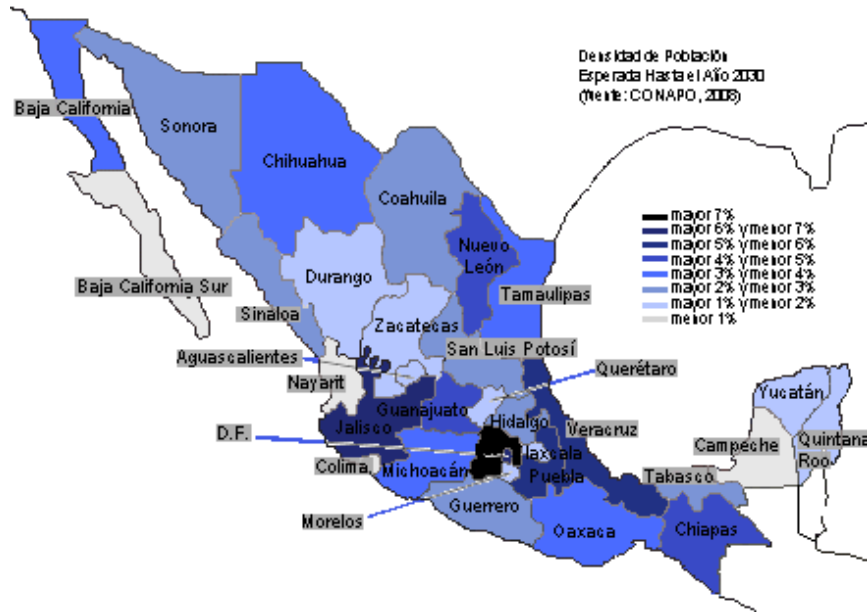 Densidad de Población
Esperada Hasta el Año 2030
(fuente: CONAPO, 2008)
Baja California
Sonora
Chihuahua
Coahuila
mayor 7%
mayor 6% y menor 7%
mayor 5% y menor 6%
mayor 4% y menor 5%
mayor 3% y menor 4%
mayor 2% y menor 3%
mayor 1% y menor 2%
menor 1%
Nuevo
León
Durango
Baja California Sur
Tamaulipas
Sinaloa
Zacatecas
San Luis Potosí
Aguascalientes
Querétaro
Nayarit
Yucatán
Guanajuato
Hidalgo
Jalisco
Veracruz
D.F.
Campeche
Quintana
Roo
Tlaxcala
Colima
Michoacán
Puebla
Tabasco
Guerrero
Morelos
Oaxaca
Chiapas